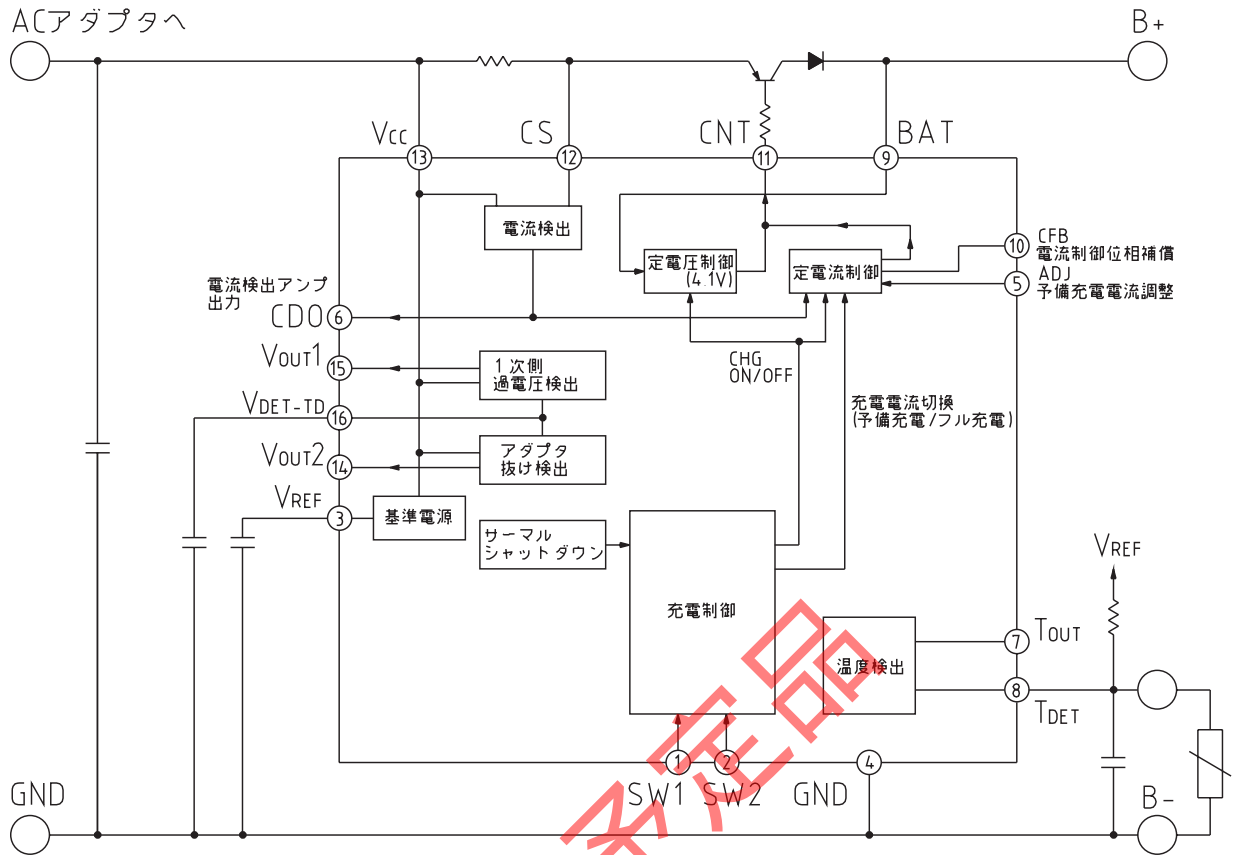 ACアダプタへ
B+
VCC
CS
CNT
BAT
13
12
11
9
電流検出
定電圧制御
(4.1V)
定電流制御
10
CFB
電流制御位相補償
5
ADJ
予備充電電流調整
電流検出アンプ
出力
CDO
6
VOUT1
15
1次側
過電圧検出
CHG
ON/OFF
充電電流切換
(予備充電/フル充電)
VDET-TD
16
VOUT2
14
アダプタ
抜け検出
VREF
3
基準電源
サーマル
シャットダウン
充電制御
VREF
温度検出
7
TOUT
8
TDET
1
2
4
SW1
SW2
GND
GND
B-
予定品